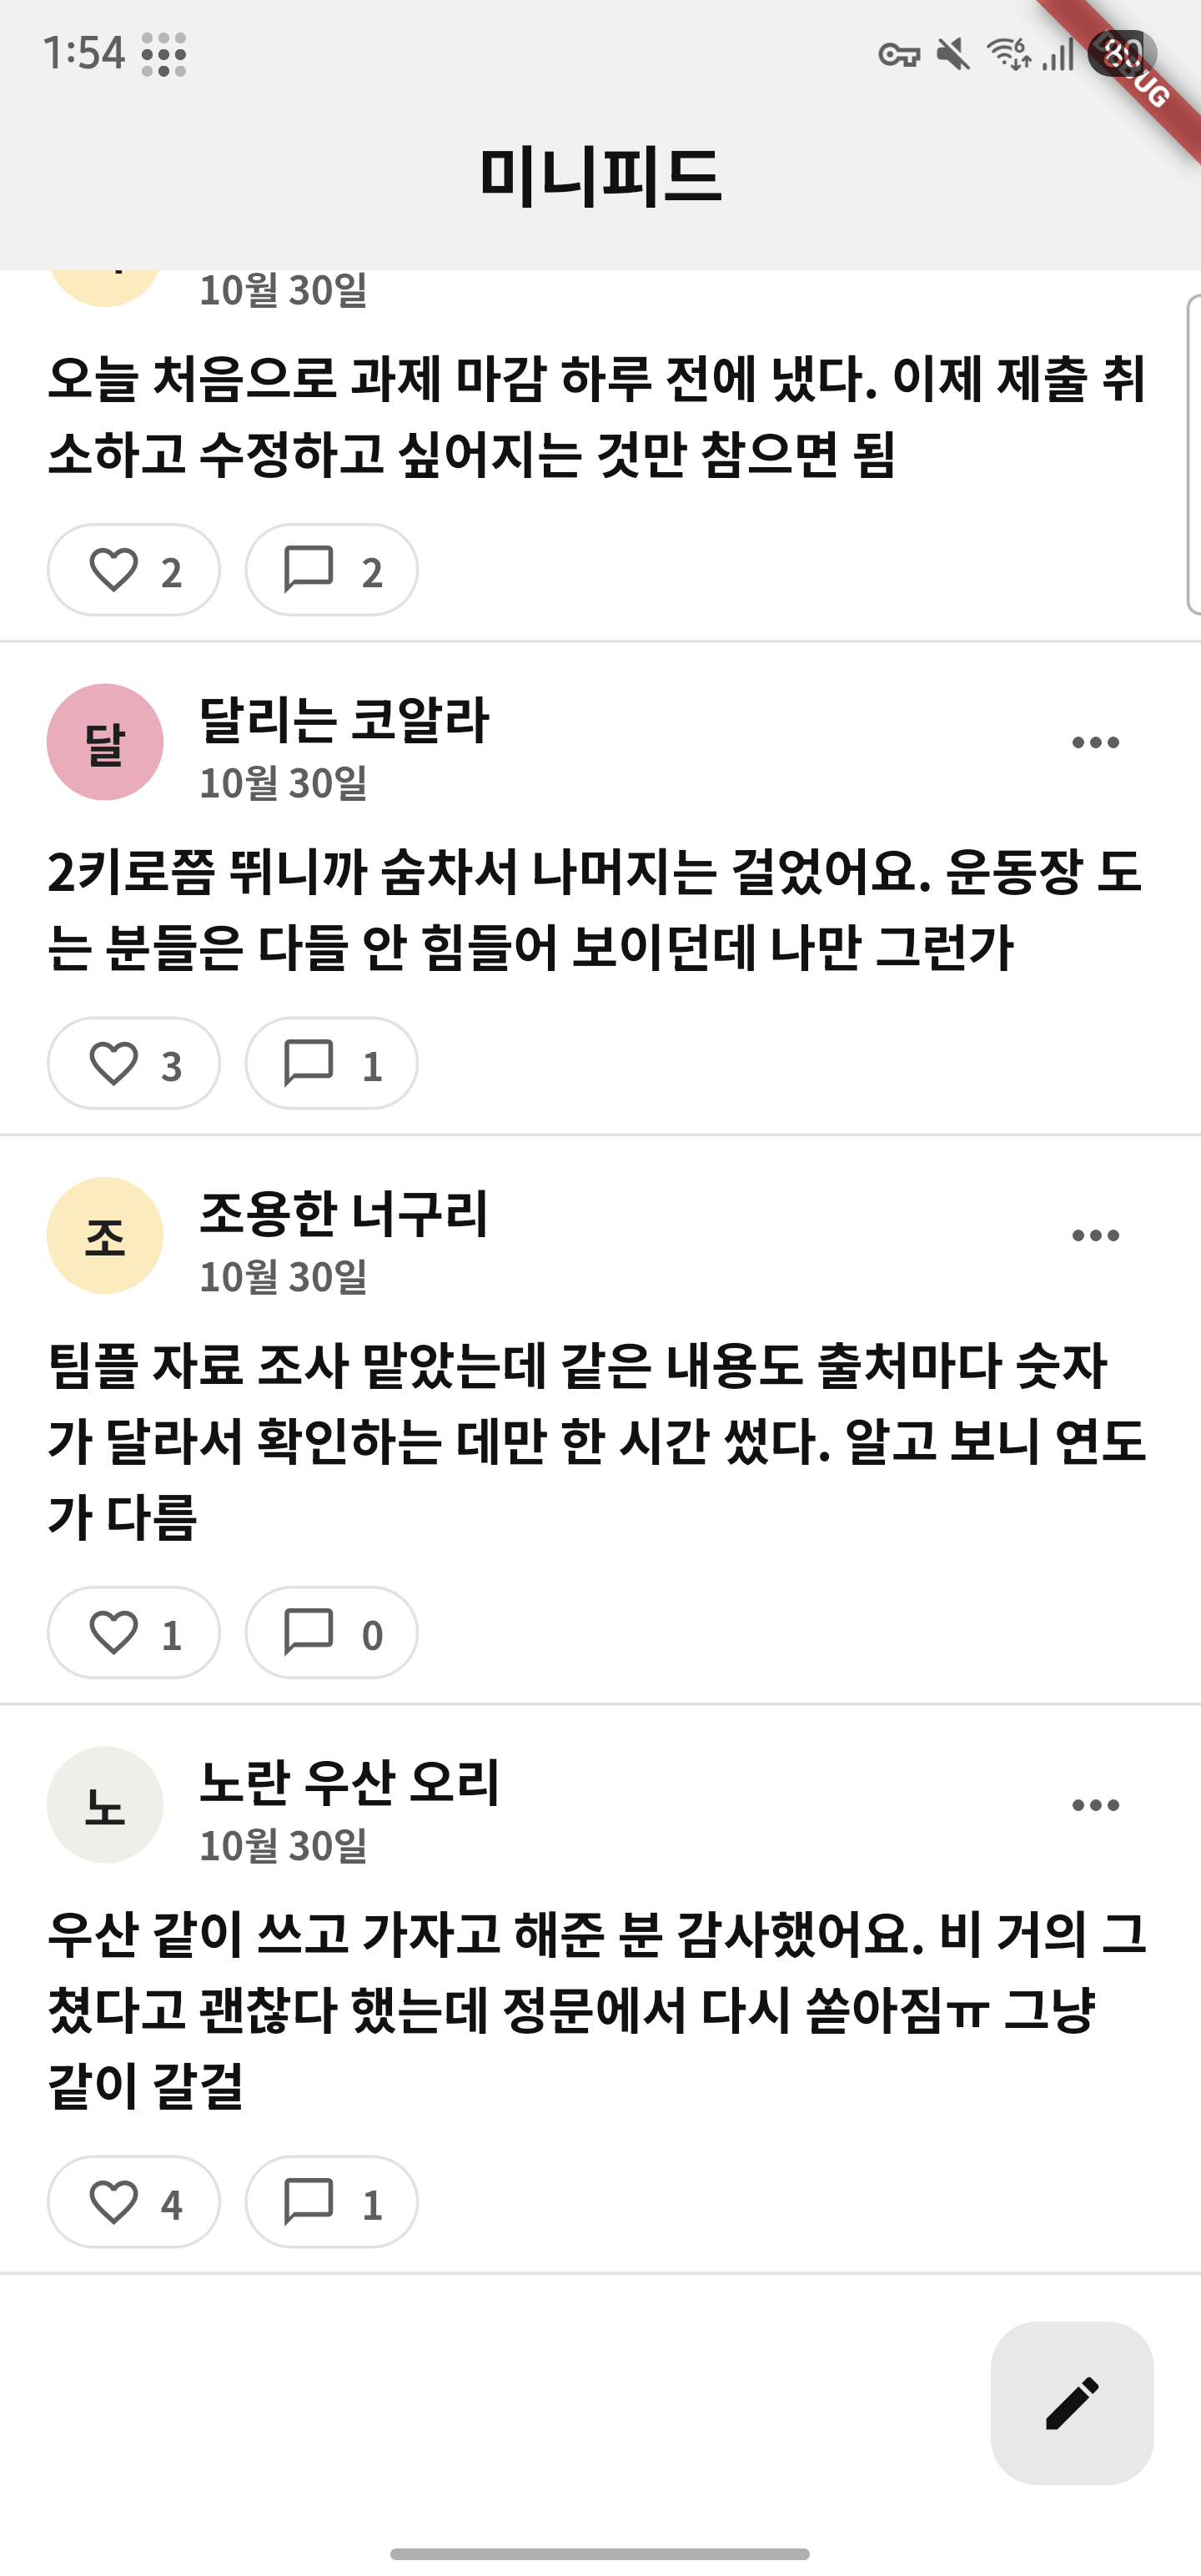 1:54
6
89
DEBUG
미니피드
10월 30일
오늘 처음으로 과제 마감 하루 전에 냈다. 이제 제출 취
소하고 수정하고 싶어지는 것만 참으면 됨
2 2
달 달리는 코알라
10월 30일
2키로쯤 뛰니까 숨차서 나머지는 걸었어요. 운동장 도
는 분들은 다들 안 힘들어 보이던데 나만 그런가
3 1
조 조용한 너구리
10월 30일
팀플 자료 조사 맡았는데 같은 내용도 출처마다 숫자
가 달라서 확인하는 데만 한 시간 썼다. 알고 보니 연도
가 다름
1 0
노 노란 우산 오리
10월 30일
우산 같이 쓰고 가자고 해준 분 감사했어요. 비 거의 그
쳤다고 괜찮다 했는데 정문에서 다시 쏟아짐ㅠ 그냥
같이 갈걸
4 1